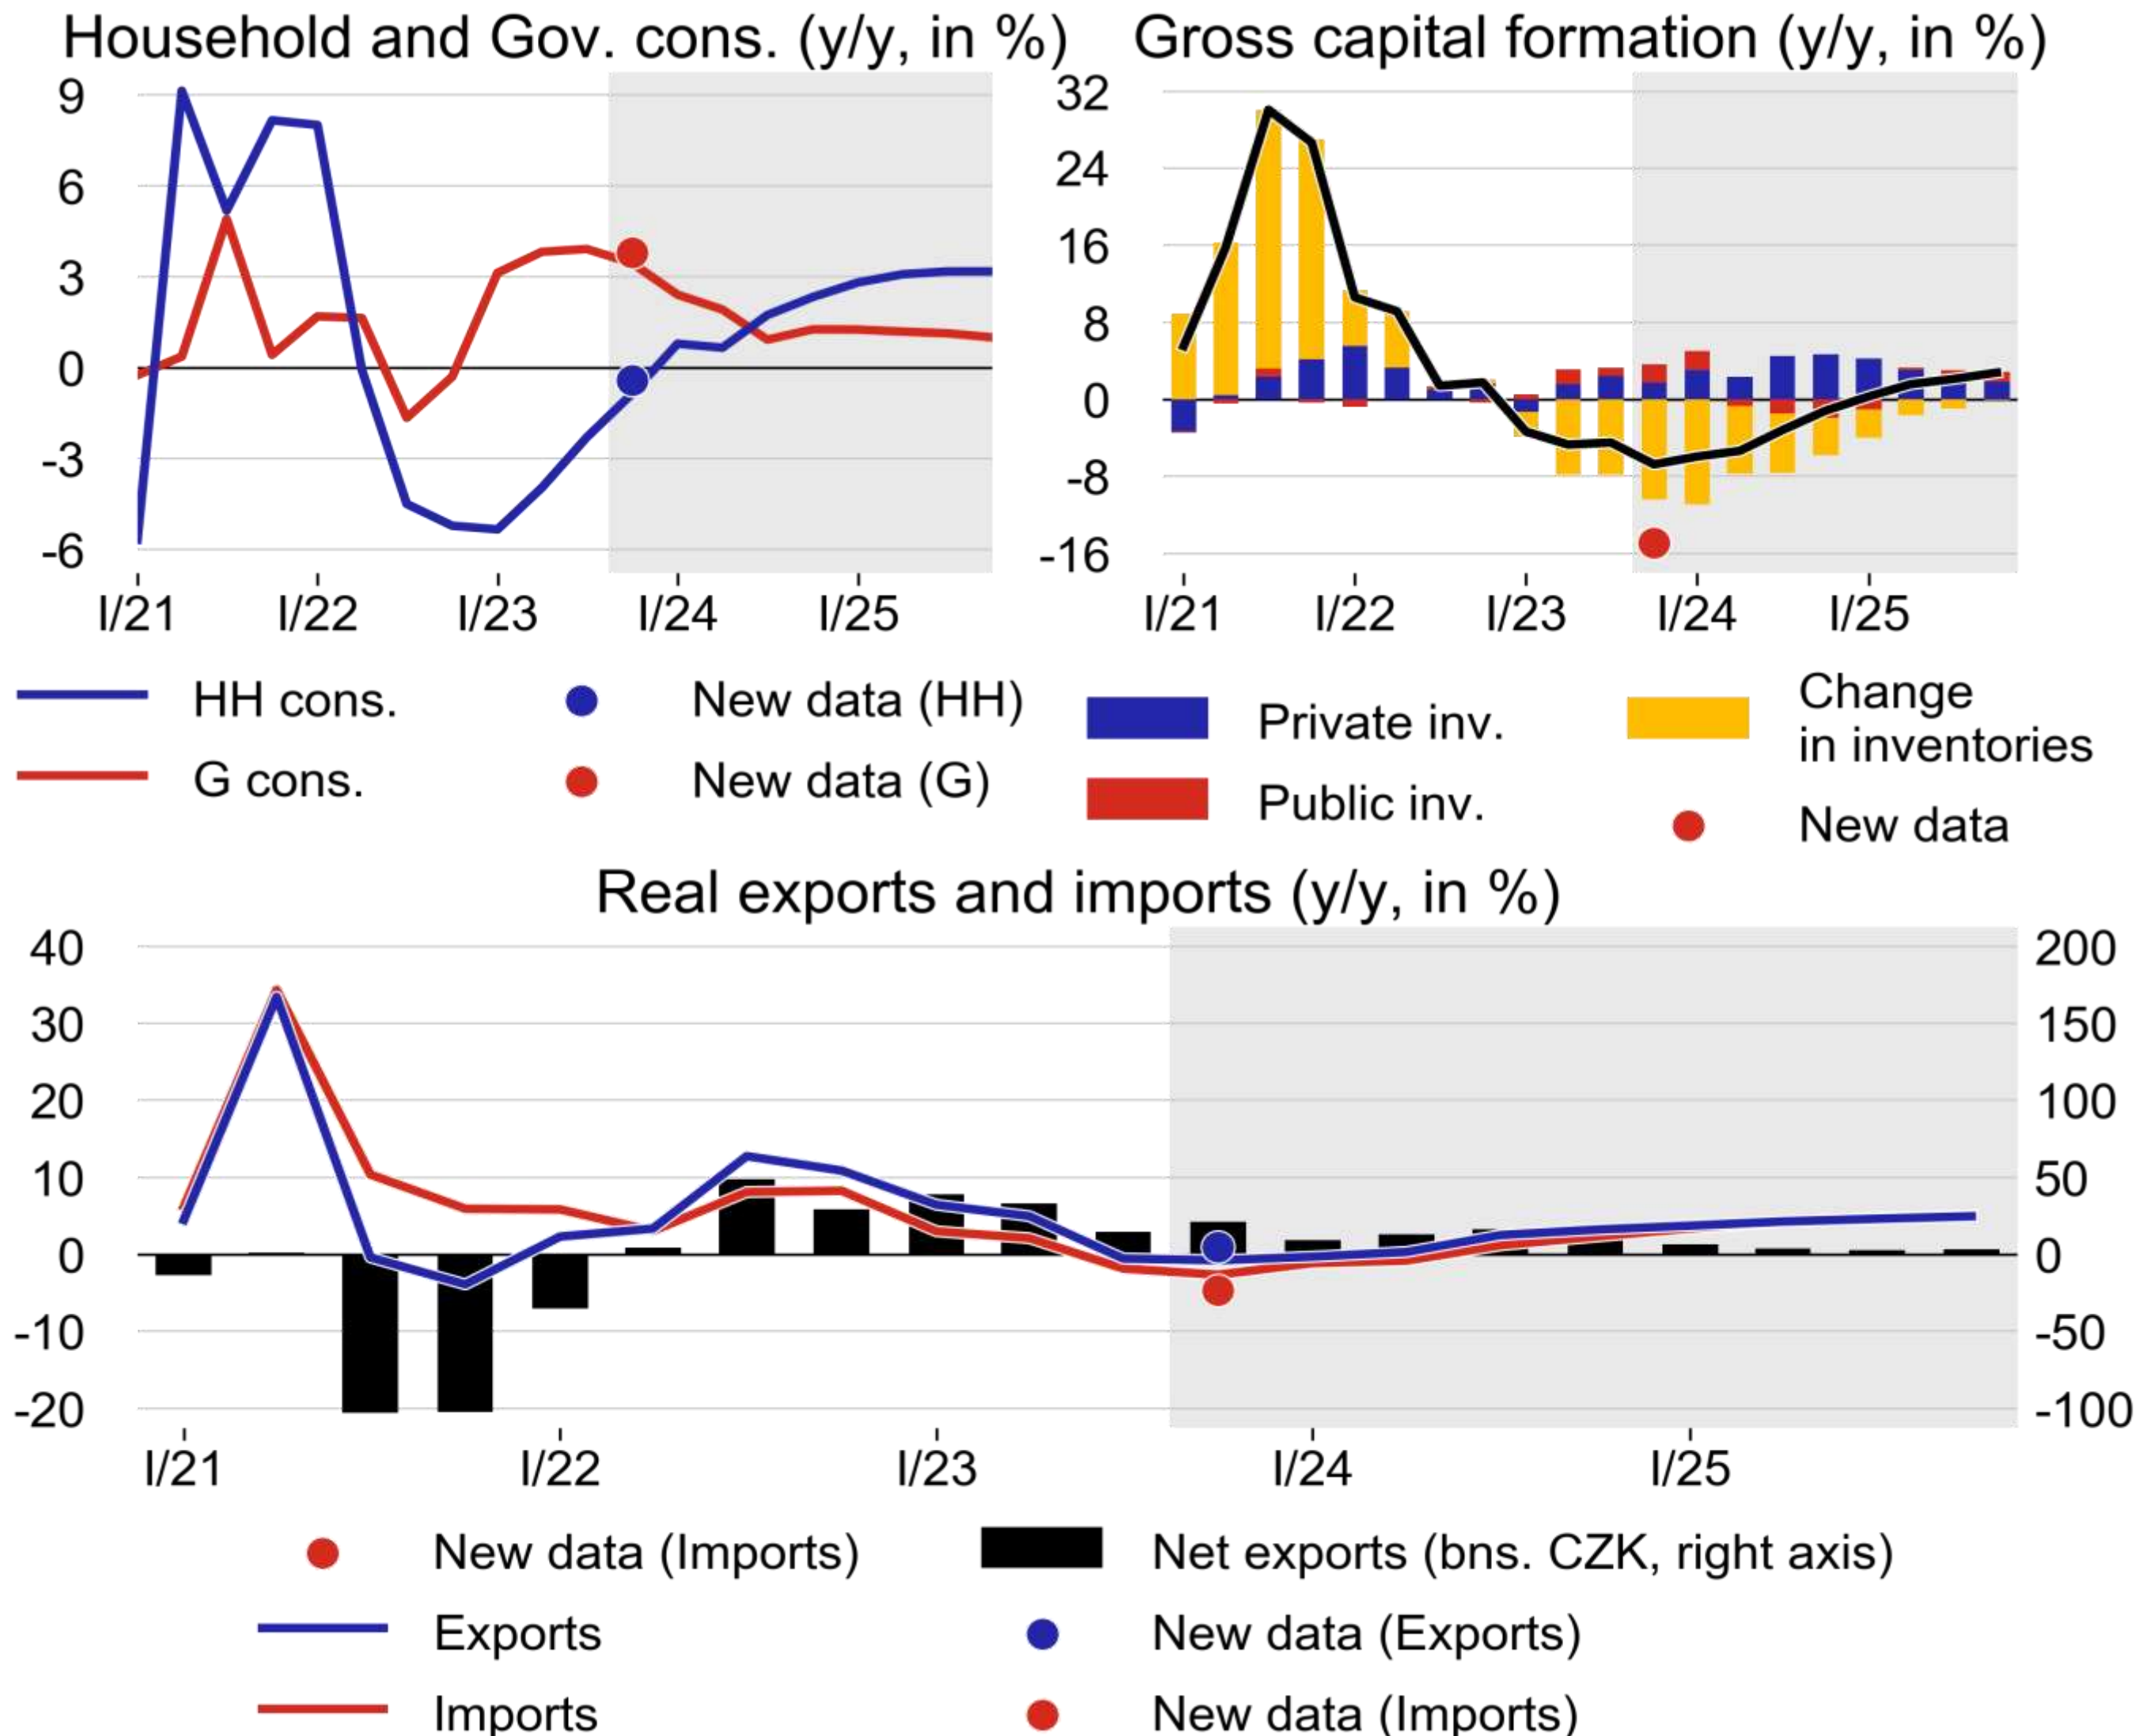 Household and Gov. cons. (y/y, in %)
9
6
3
0
-3
-6
I/21 I/22 I/23 I/24 I/25
HH cons.
New data (HH)
G cons.
New data (G)
Gross capital formation (y/y, in %)
32
24
16
8
0
-8
-16
I/21 I/22 I/23 I/24 I/25
Private inv.
Change
in inventories
Public inv.
New data
Real exports and imports (y/y, in %)
40 200
30 150
20 100
10 50
0 0
-10 -50
-20 -100
I/21 I/22 I/23 I/24 I/25
New data (Imports)
Net exports (bns. CZK, right axis)
Exports
New data (Exports)
Imports
New data (Imports)